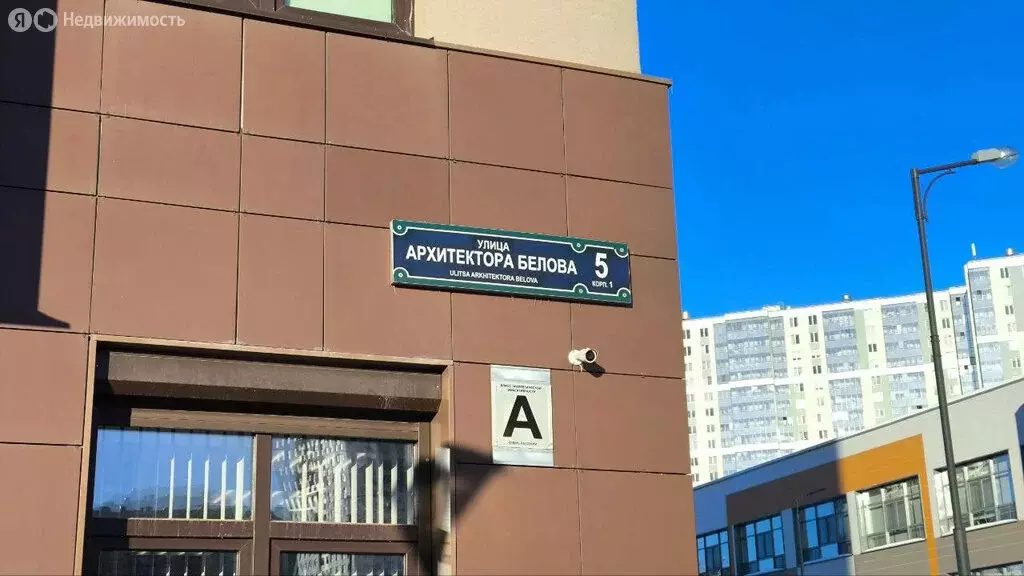 Я Недвижимость
УЛИЦА
АРХИТЕКТОРА БЕЛОВА
ULITSA ARKHITEKTORA BELOVA
5
КОРП. 1
A